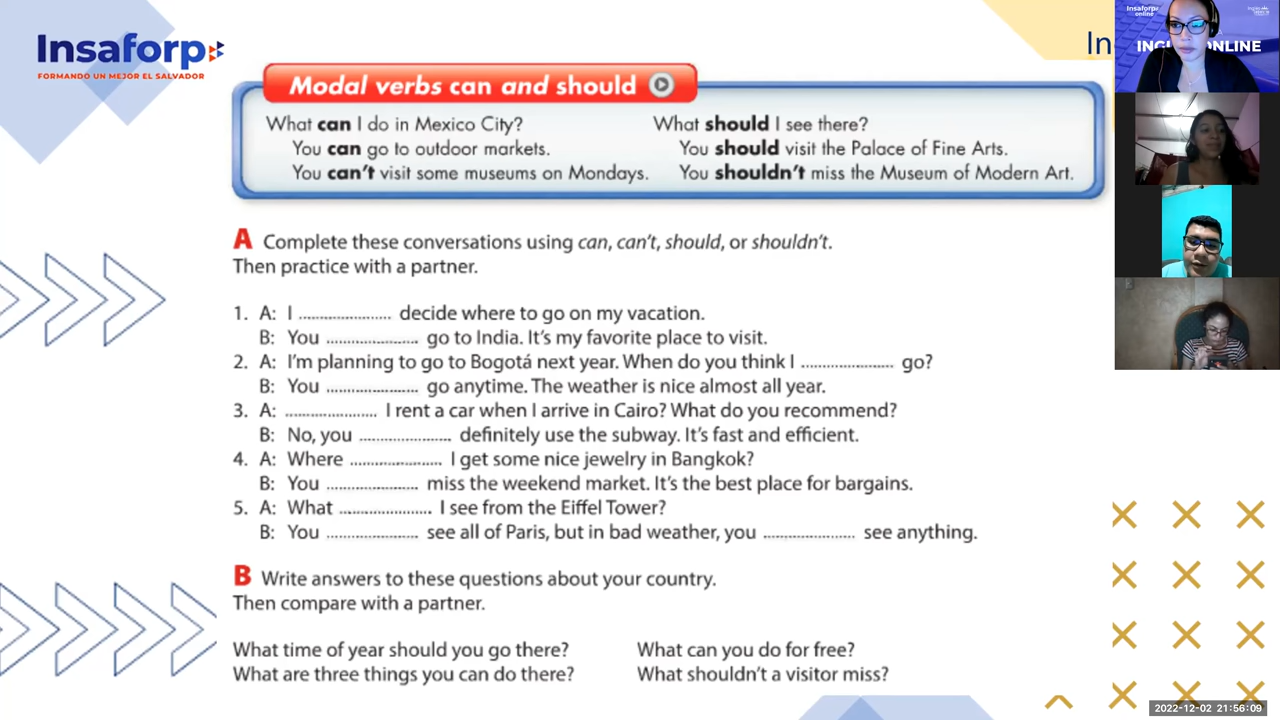 Insaforp
FORMANDO UN MEJOR EL SALVADOR
In
Insaforp
online
INGL ONLINE
Modal verbs can and should
What can I do in Mexico City?
You can go to outdoor markets.
You can't visit some museums on Mondays.
What should I see there?
You should visit the Palace of Fine Arts.
You shouldn't miss the Museum of Modern Art.
A Complete these conversations using can, can't, should, or shouldn't.
Then practice with a partner.
1. A: I ........................ decide where to go on my vacation.
B: You ........................ go to India. It's my favorite place to visit.
2. A: I'm planning to go to Bogotá next year. When do you think I ........................ go?
B: You ........................ go anytime. The weather is nice almost all year.
3. A: ........................ I rent a car when I arrive in Cairo? What do you recommend?
B: No, you ........................ definitely use the subway. It's fast and efficient.
4. A: Where ........................ I get some nice jewelry in Bangkok?
B: You ........................ miss the weekend market. It's the best place for bargains.
5. A: What ........................ I see from the Eiffel Tower?
B: You ........................ see all of Paris, but in bad weather, you ........................ see anything.
B Write answers to these questions about your country.
Then compare with a partner.
What time of year should you go there?
What are three things you can do there?
What can you do for free?
What shouldn't a visitor miss?
2022-12-02 21:56:09